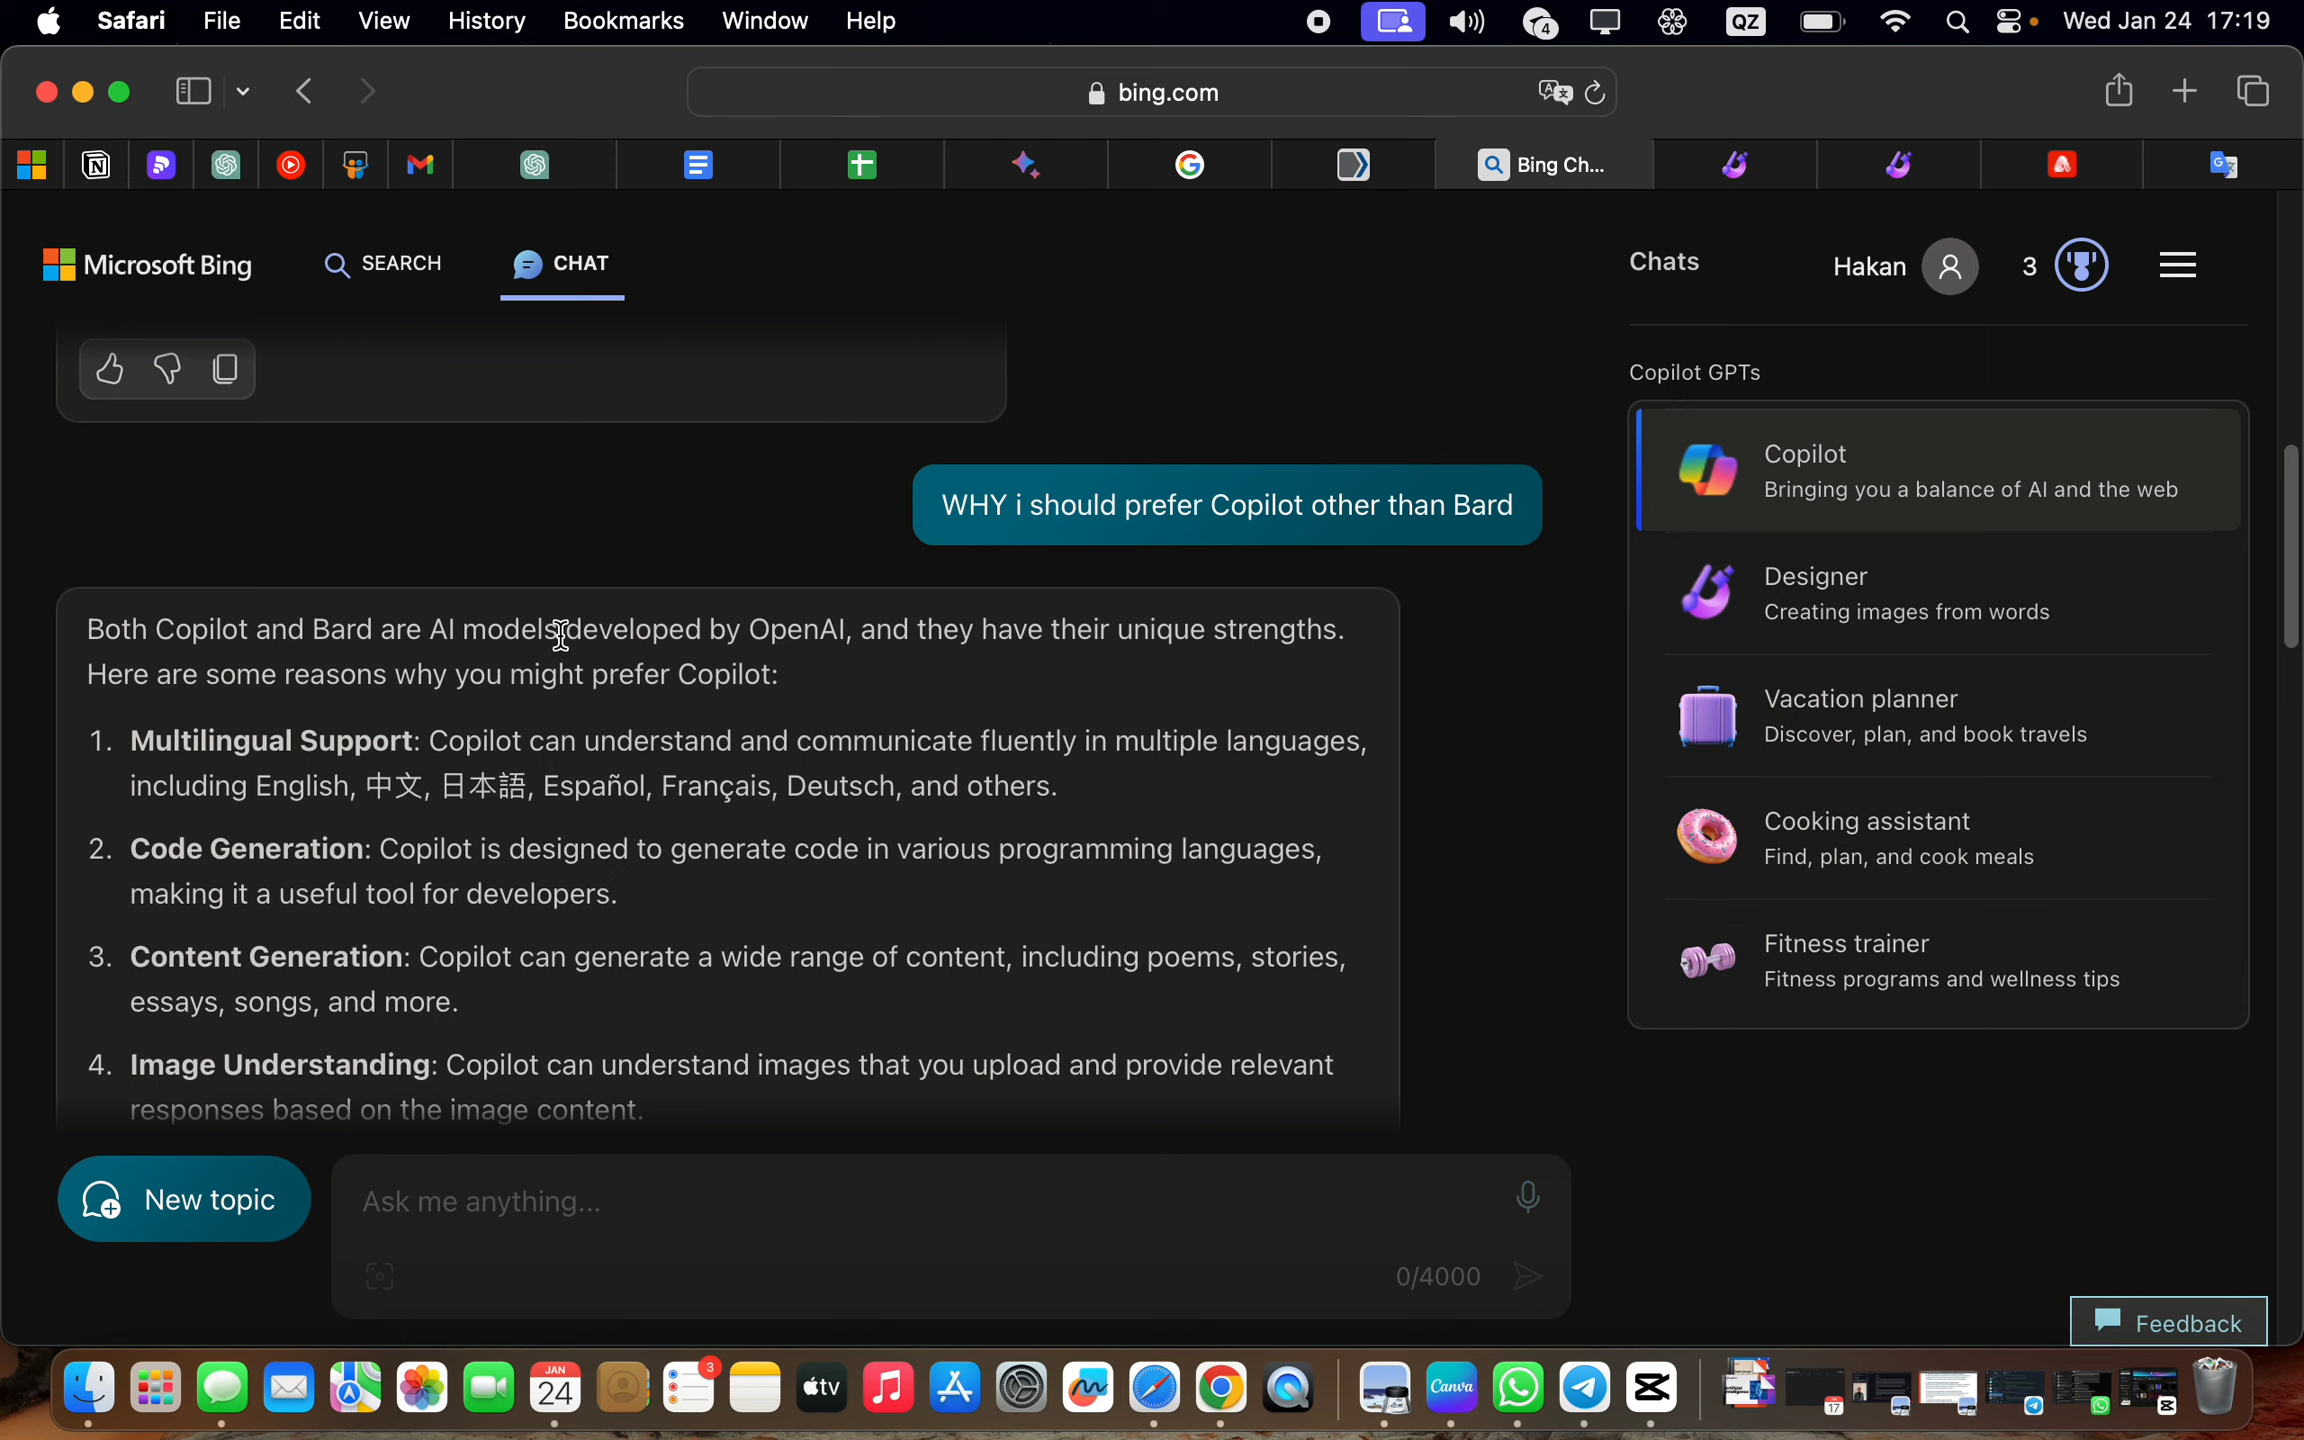 Safari File Edit View History Bookmarks Window Help 4 QZ Wed Jan 24 17:19
bing.com
Bing Ch...
Microsoft Bing SEARCH CHAT Chats Hakan 3
WHY i should prefer Copilot other than Bard
Both Copilot and Bard are AI models developed by OpenAI, and they have their unique strengths.
Here are some reasons why you might prefer Copilot:
1. Multilingual Support: Copilot can understand and communicate fluently in multiple languages,
including English, 中文, 日本語, Español, Français, Deutsch, and others.
2. Code Generation: Copilot is designed to generate code in various programming languages,
making it a useful tool for developers.
3. Content Generation: Copilot can generate a wide range of content, including poems, stories,
essays, songs, and more.
4. Image Understanding: Copilot can understand images that you upload and provide relevant
responses based on the image content.
Copilot GPTs
Copilot
Bringing you a balance of AI and the web
Designer
Creating images from words
Vacation planner
Discover, plan, and book travels
Cooking assistant
Find, plan, and cook meals
Fitness trainer
Fitness programs and wellness tips
New topic
Ask me anything...
0/4000
Feedback
JAN
24
3
tv
Canva
17